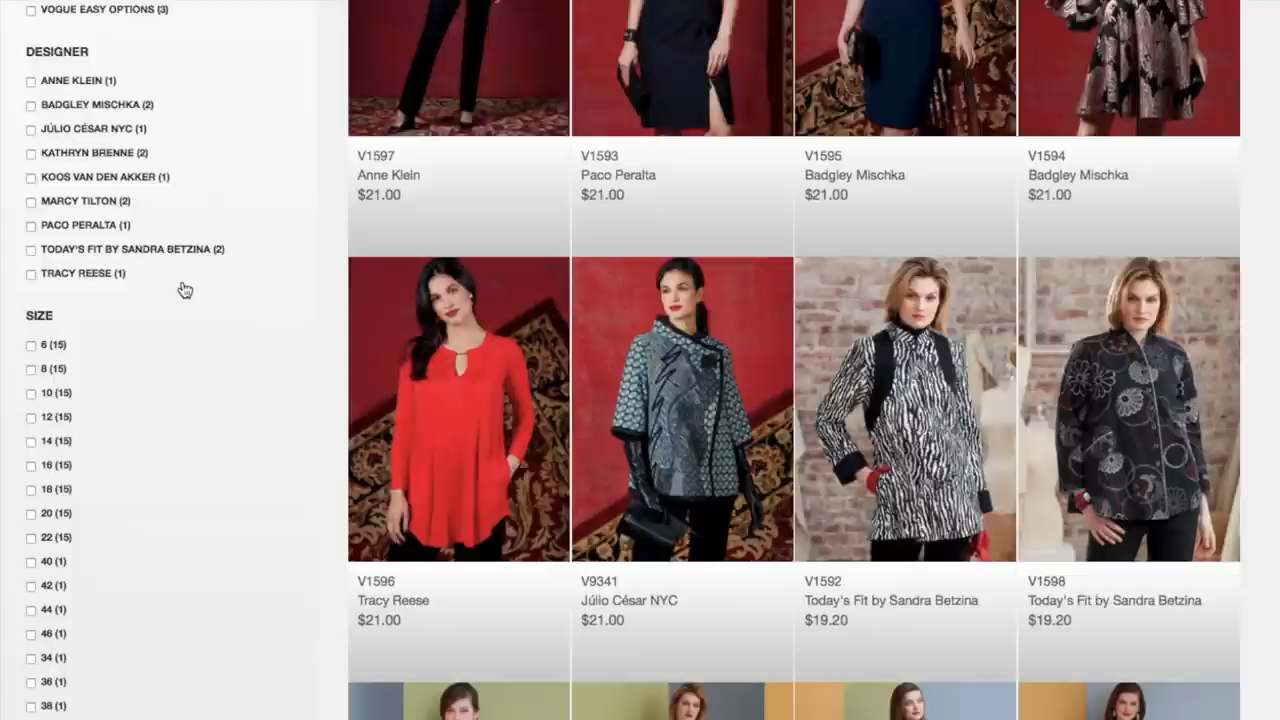 VOGUE EASY OPTIONS (3)
DESIGNER
ANNE KLEIN (1)
BADGLEY MISCHKA (2)
JÚLIO CÉSAR NYC (1)
KATHRYN BRENNE (2)
KOOS VAN DEN AKKER (1)
MARCY TILTON (2)
PACO PERALTA (1)
TODAY'S FIT BY SANDRA BETZINA (2)
TRACY REESE (1)
SIZE
6 (15)
8 (15)
10 (15)
12 (15)
14 (15)
16 (15)
18 (15)
20 (15)
22 (15)
40 (1)
42 (1)
44 (1)
46 (1)
34 (1)
36 (1)
38 (1)
V1597
Anne Klein
$21.00
V1593
Paco Peralta
$21.00
V1595
Badgley Mischka
$21.00
V1594
Badgley Mischka
$21.00
V1596
Tracy Reese
$21.00
V9341
Júlio César NYC
$21.00
V1592
Today's Fit by Sandra Betzina
$19.20
V1598
Today's Fit by Sandra Betzina
$19.20